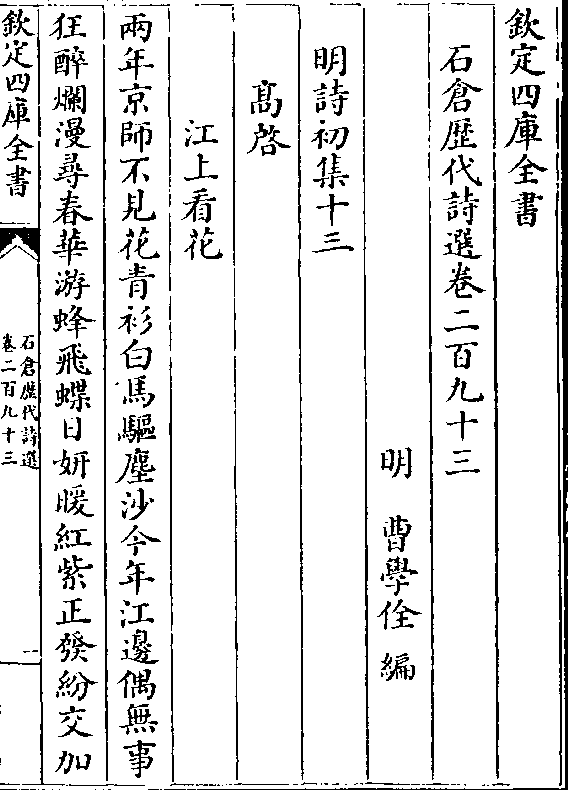 欽定四庫全書
石倉歴代詩選卷二百九十三
明 曹學佺 編
明詩初集十三
髙啓
江上看花
兩年京師不見花青衫白馬驅塵沙今年江邊偶無事
狂醉爛漫尋春華游蜂飛蝶日妍暖紅紫正發紛交加
欽定四庫全書
石倉歴代詩選
卷二百九十三
一